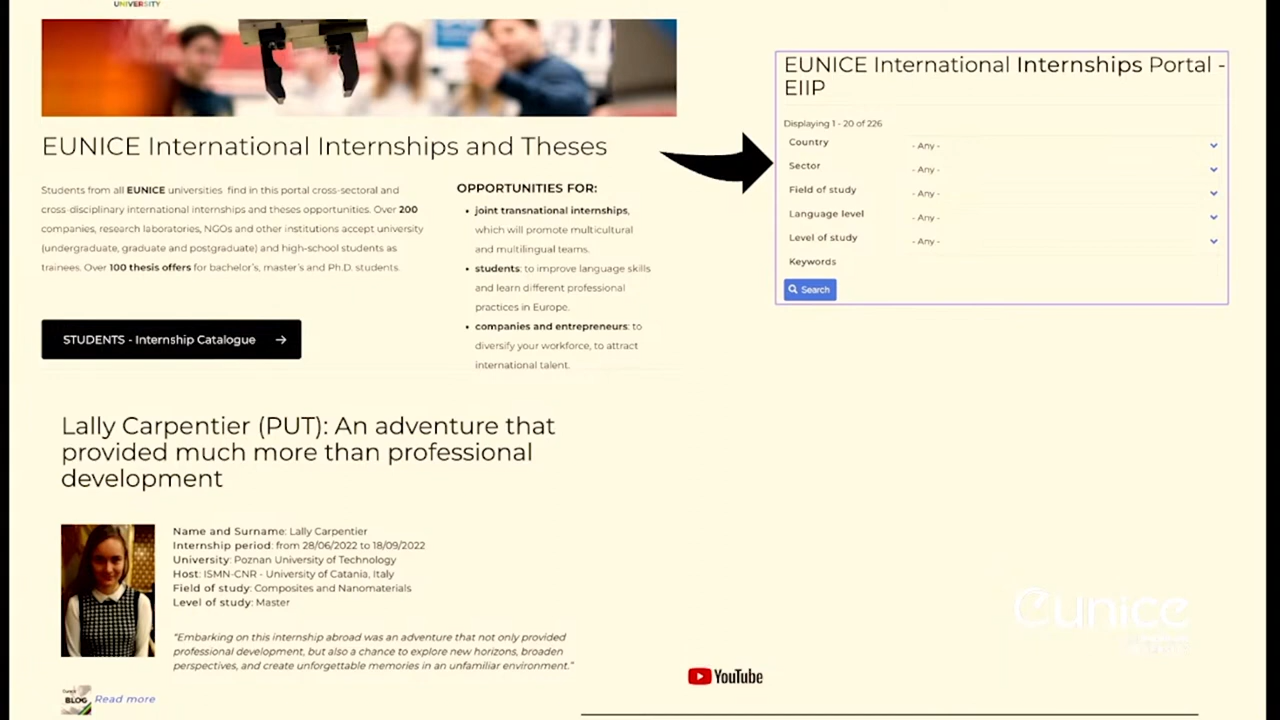 UNIVERSITY
EUNICE International Internships and Theses
Students from all EUNICE universities find in this portal cross-sectoral and
cross-disciplinary international internships and theses opportunities. Over 200
companies, research laboratories, NGOs and other institutions accept university
(undergraduate, graduate and postgraduate) and high-school students as
trainees. Over 100 thesis offers for bachelor's, master's and Ph.D. students.
STUDENTS - Internship Catalogue →
OPPORTUNITIES FOR:
• joint transnational internships,
which will promote multicultural
and multilingual teams.
• students: to improve language skills
and learn different professional
practices in Europe.
• companies and entrepreneurs: to
diversify your workforce, to attract
international talent.
EUNICE International Internships Portal -
EIIP
Displaying 1 - 20 of 226
Country - Any -
Sector - Any -
Field of study - Any -
Language level - Any -
Level of study - Any -
Keywords
Search
Lally Carpentier (PUT): An adventure that
provided much more than professional
development
Name and Surname: Lally Carpentier
Internship period: from 28/06/2022 to 18/09/2022
University: Poznan University of Technology
Host: ISMN-CNR - University of Catania, Italy
Field of study: Composites and Nanomaterials
Level of study: Master
"Embarking on this internship abroad was an adventure that not only provided
professional development, but also a chance to explore new horizons, broaden
perspectives, and create unforgettable memories in an unfamiliar environment."
BLOG
Read more
YouTube
eunice